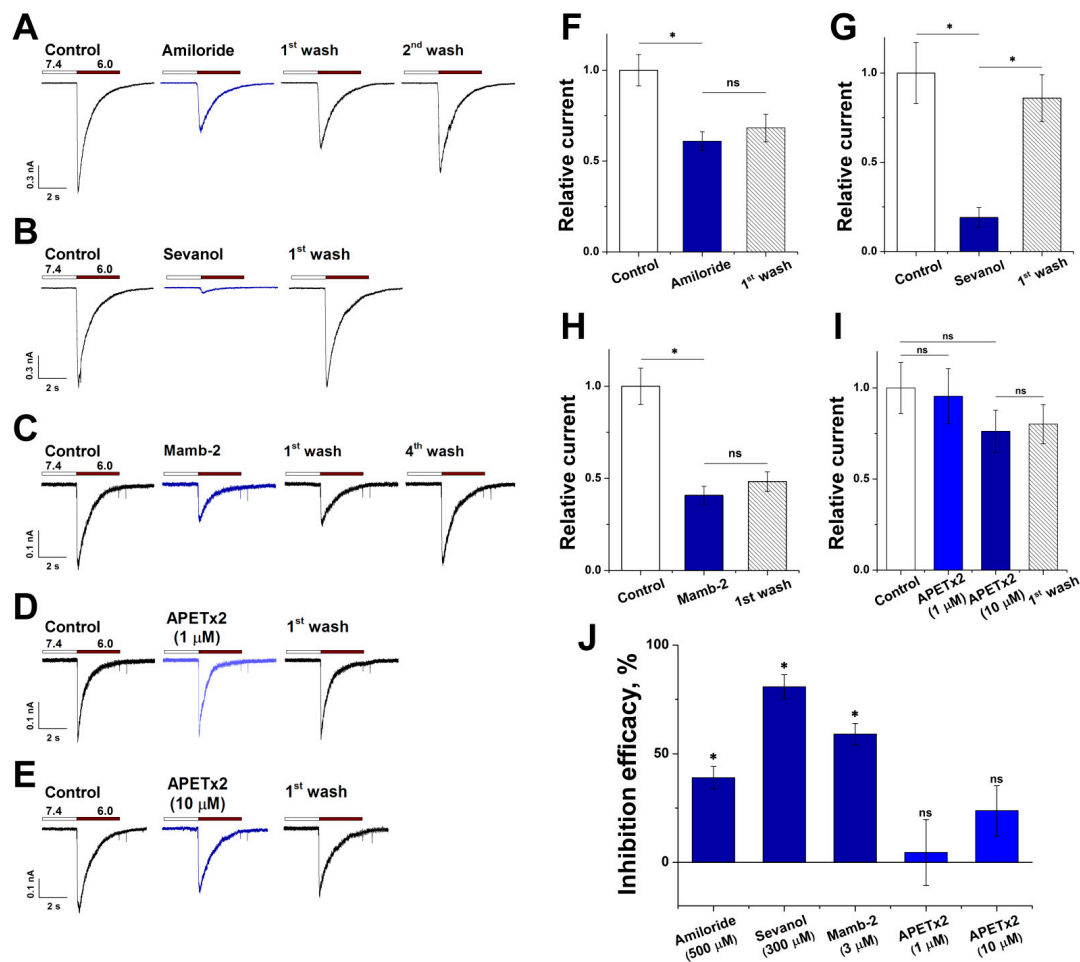 A
Control
Amiloride
1st wash
2nd wash
7.4
6.0
0.3 nA
2 s
B
Control
Sevanol
1st wash
7.4
6.0
0.3 nA
2 s
C
Control
Mamb-2
1st wash
4th wash
7.4
6.0
0.1 nA
2 s
D
Control
APETx2
(1 µM)
1st wash
7.4
6.0
0.1 nA
2 s
E
Control
APETx2
(10 µM)
1st wash
7.4
6.0
0.1 nA
2 s
F
Relative current
1.0
0.5
0.0
*
ns
Control
Amiloride
1st wash
G
Relative current
1.0
0.5
0.0
*
*
Control
Sevanol
1st wash
H
Relative current
1.0
0.5
0.0
*
ns
Control
Mamb-2
1st wash
I
Relative current
1.0
0.5
0.0
ns
ns
ns
Control
APETx2
(1 µM)
APETx2
(10 µM)
1st wash
J
Inhibition efficacy, %
100
50
0
*
*
*
ns
ns
Amiloride
(500 µM)
Sevanol
(300 µM)
Mamb-2
(3 µM)
APETx2
(1 µM)
APETx2
(10 µM)